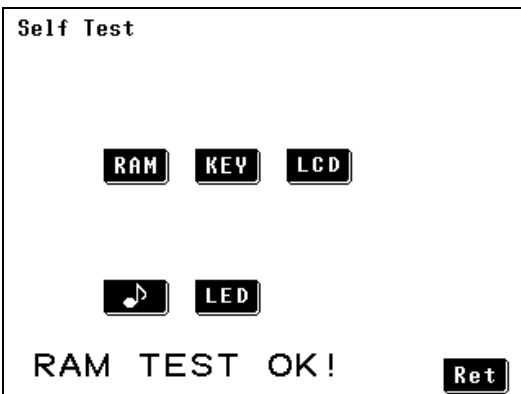 Self Test
RAM KEY LCD
♪ LED
RAM TEST OK!
Ret